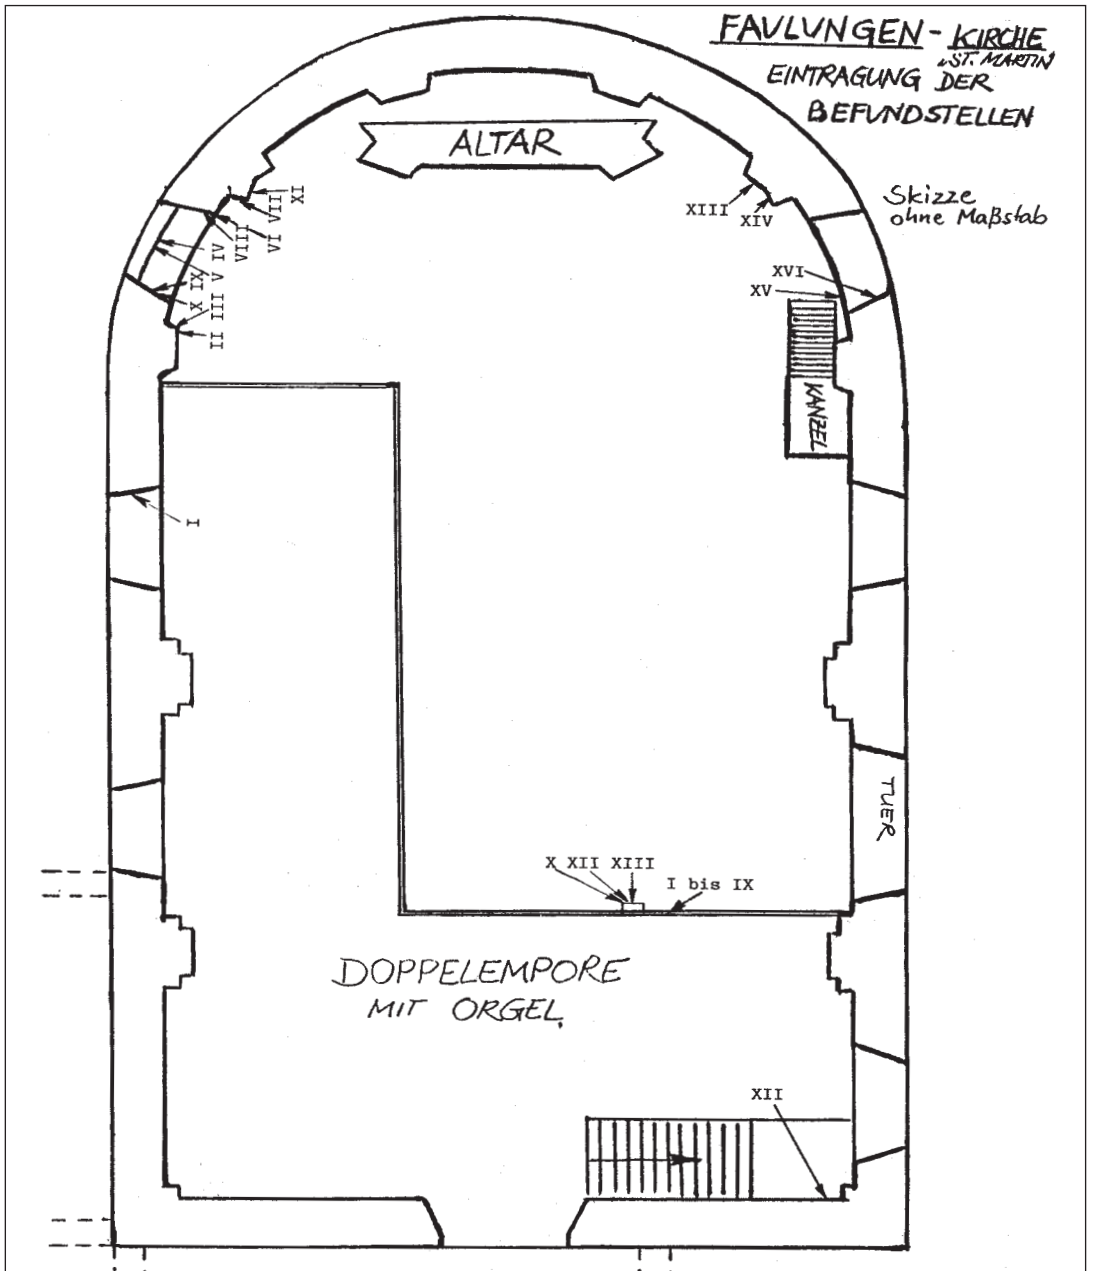 FAULUNGEN - KIRCHE
"ST. MARTIN"
EINTRAGUNG DER
BEFUNDSTELLEN
Skizze
ohne Maßstab
ALTAR
XI
VII
VI
VIII
IV
V
IX
X
III
II
XIII
XIV
XVI
XV
KANZEL
I
TUER
X XII XIII
I bis IX
DOPPELEMPORE
MIT ORGEL
XII